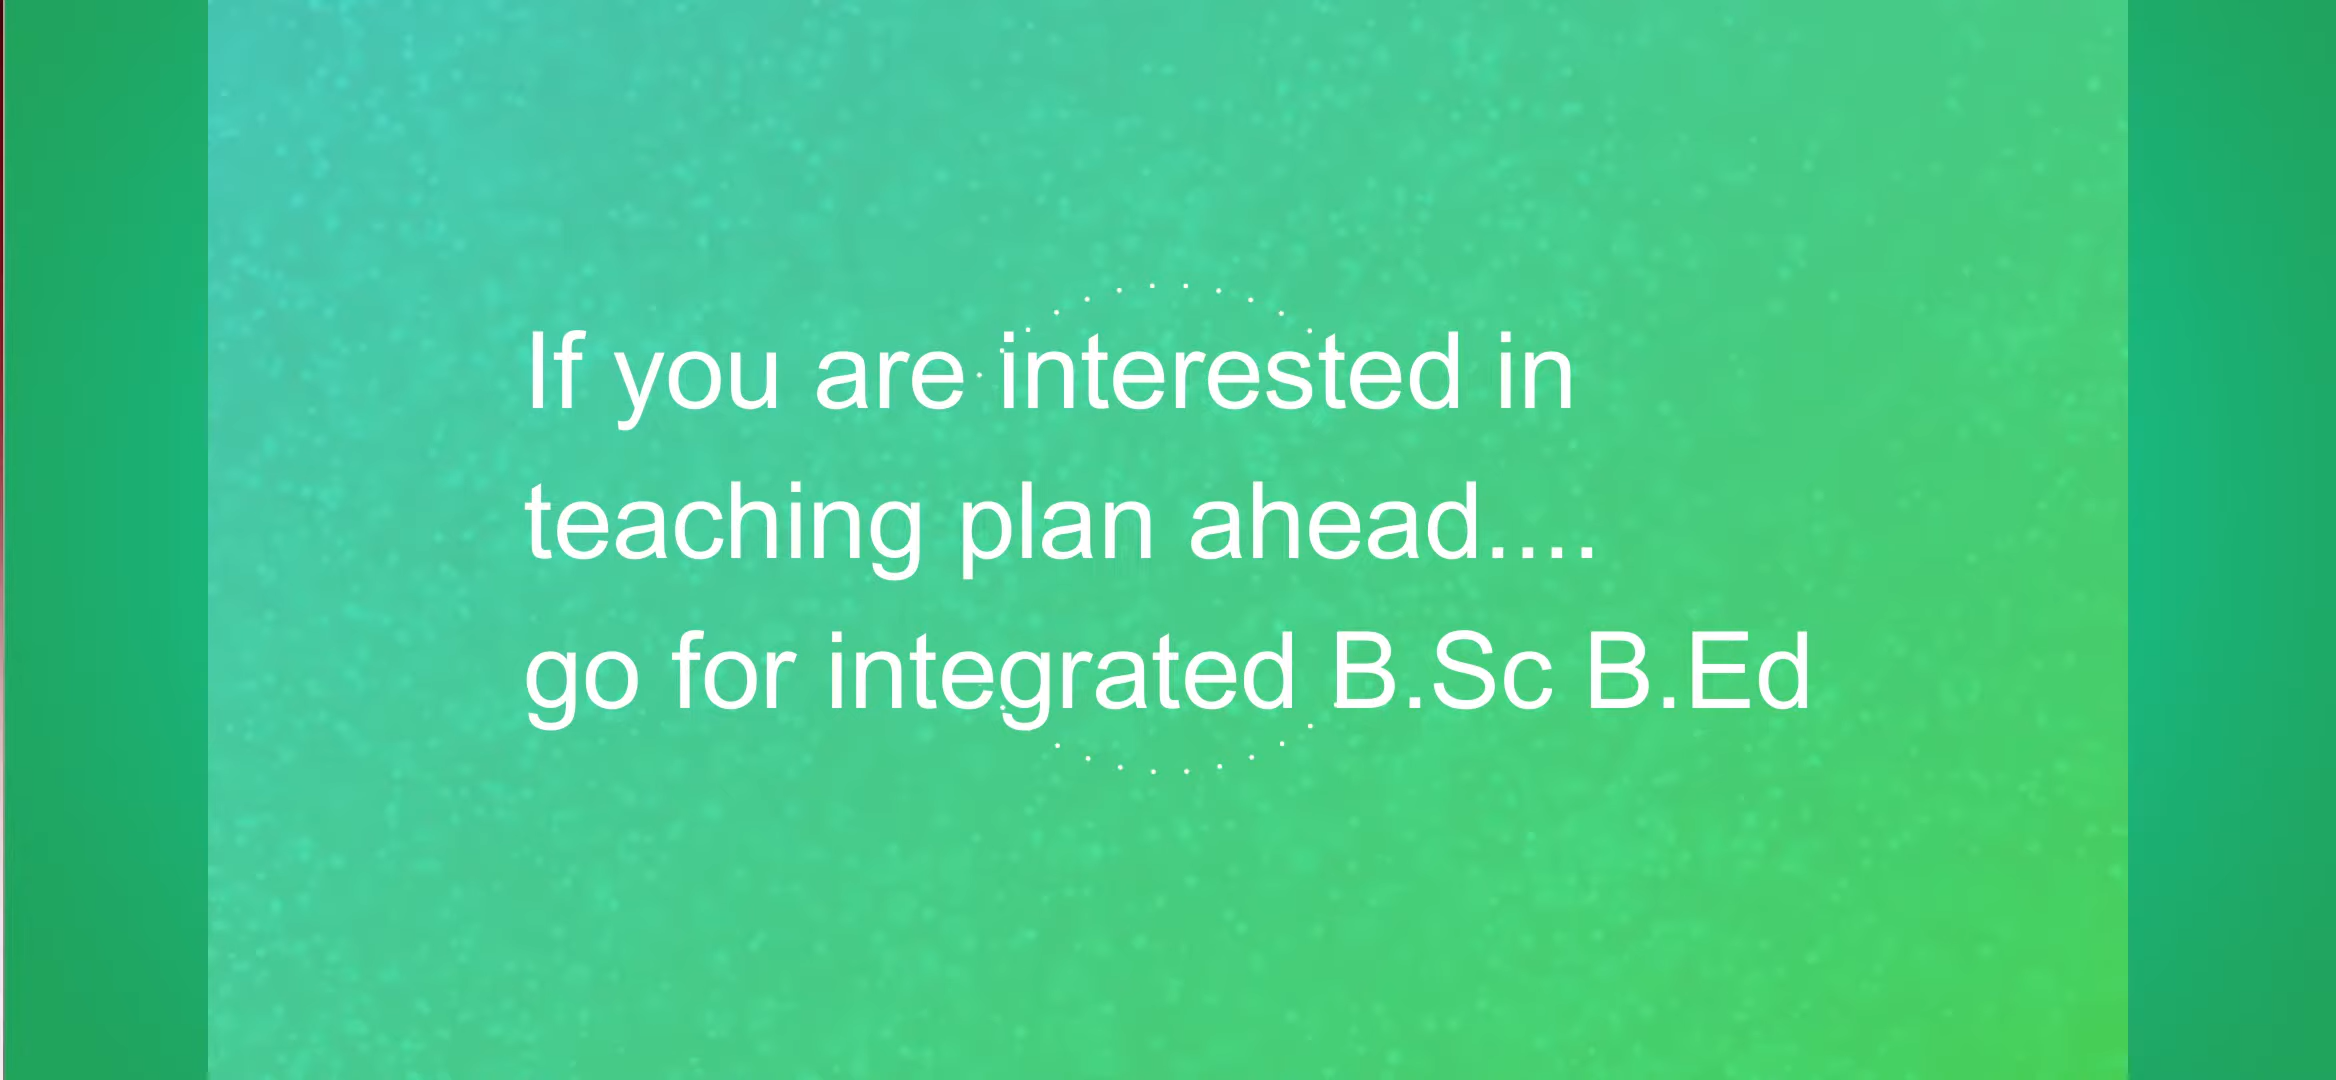 If you are interested in
teaching plan ahead....
go for integrated B.Sc B.Ed